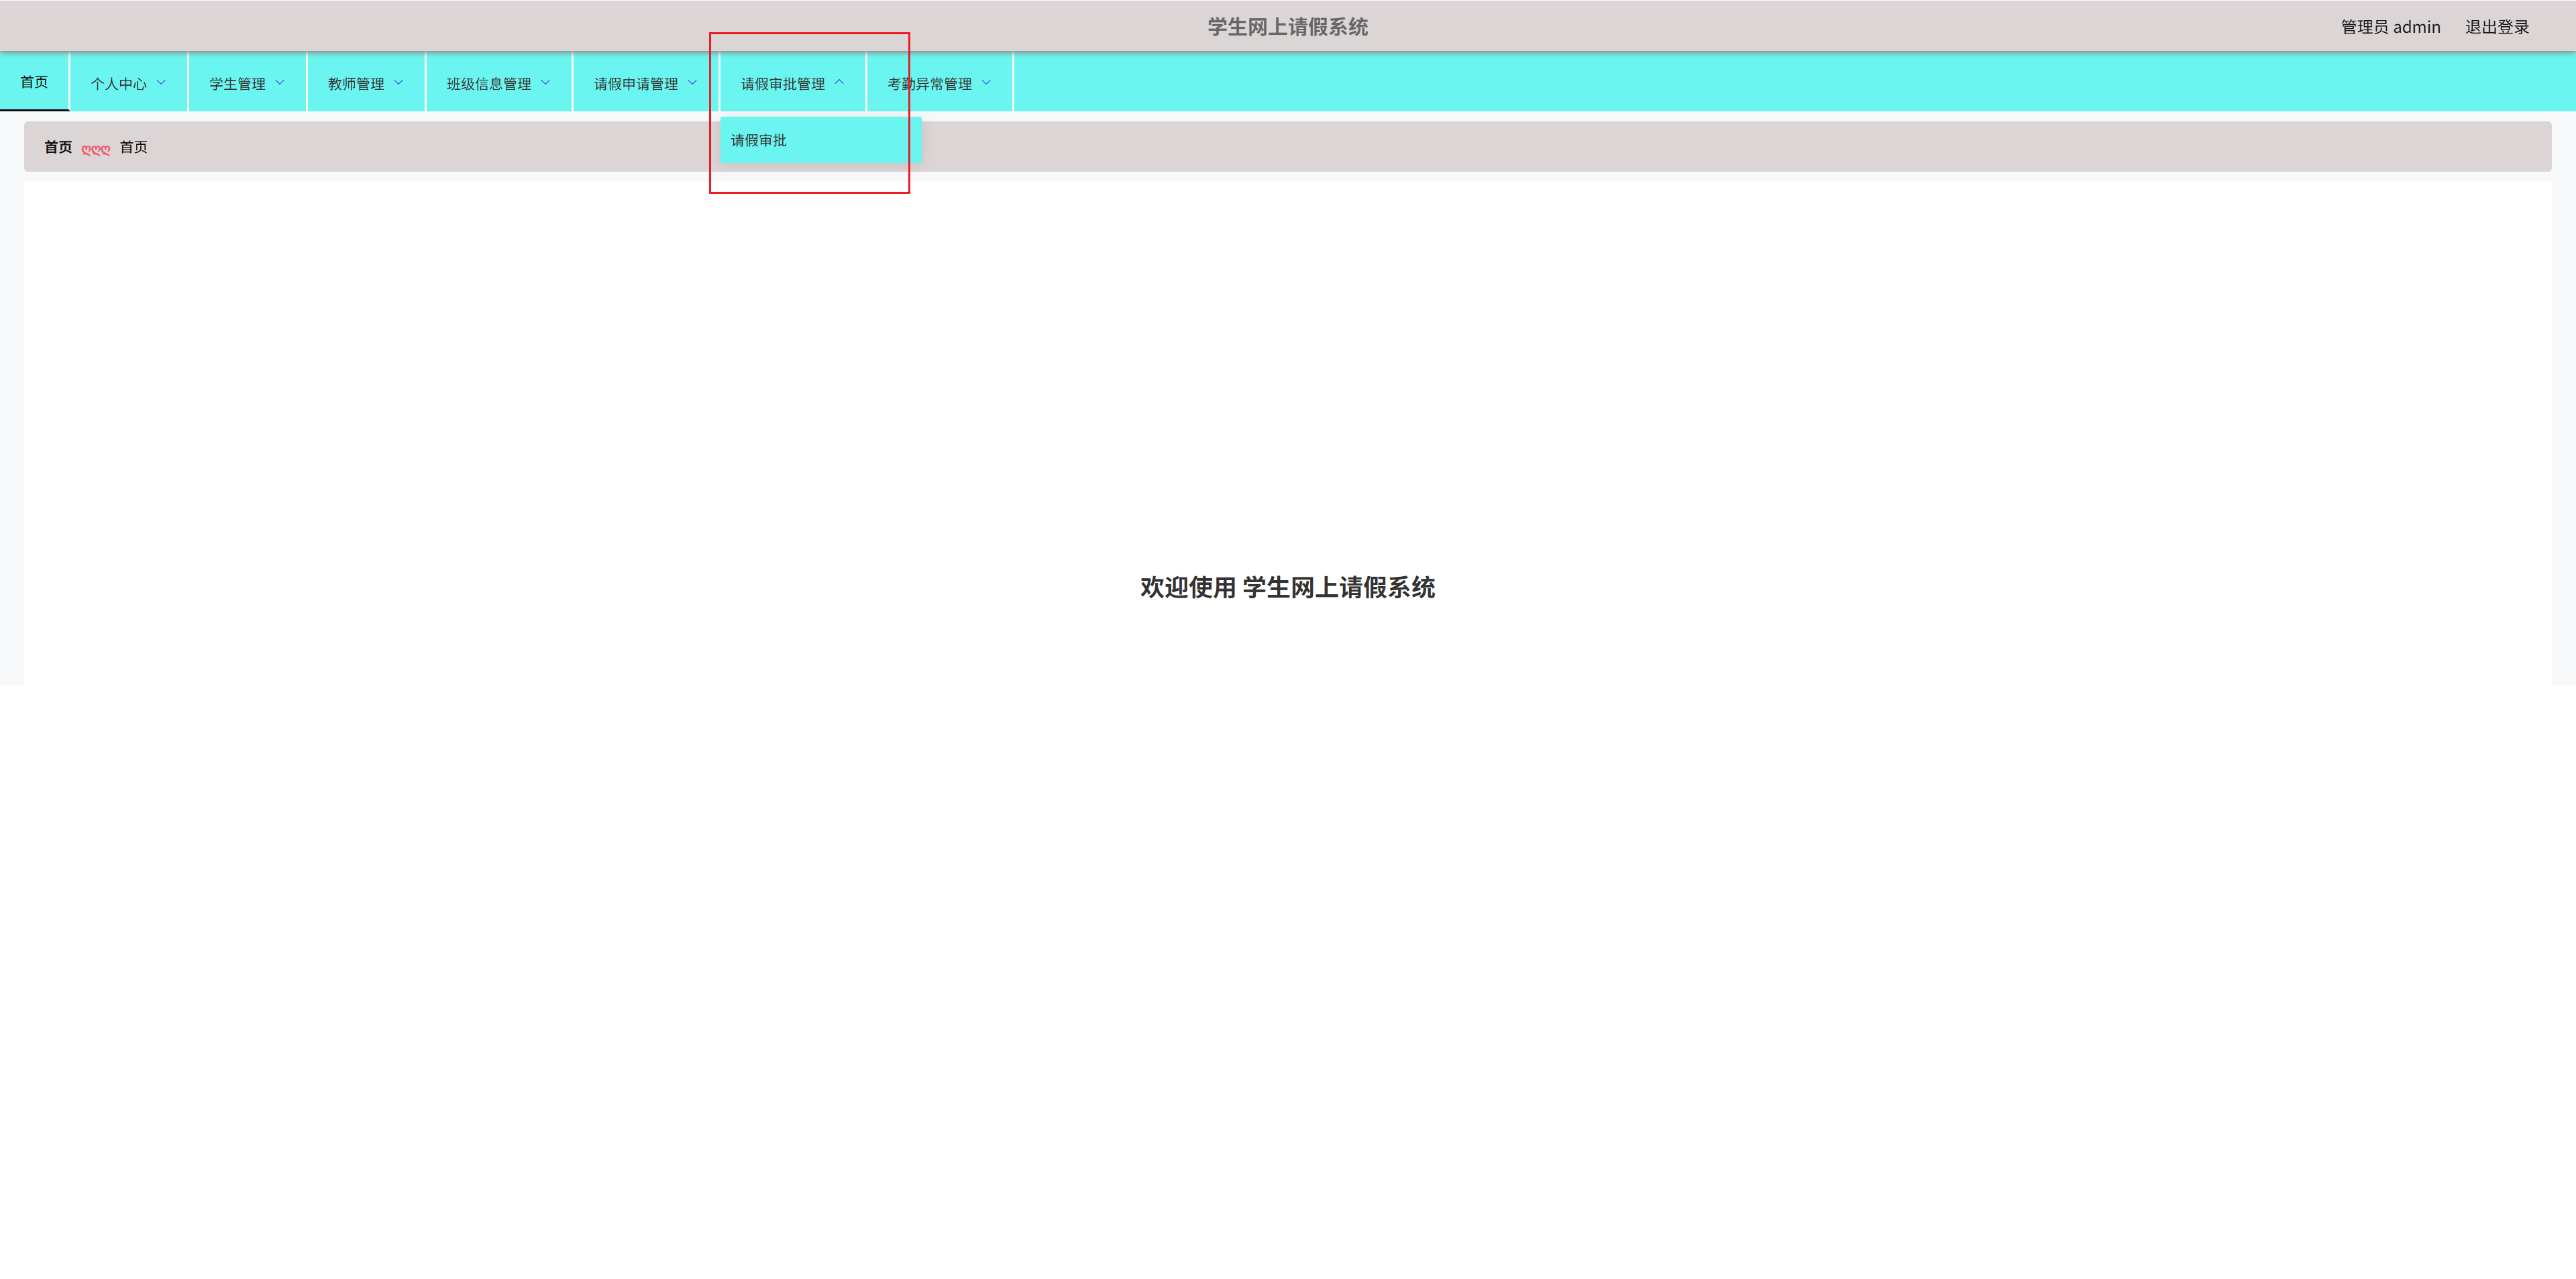 学生网上请假系统
管理员 admin 退出登录
首页 个人中心 学生管理 教师管理 班级信息管理 请假申请管理 请假审批管理 考勤异常管理
请假审批
首页 ღღღ 首页
欢迎使用 学生网上请假系统